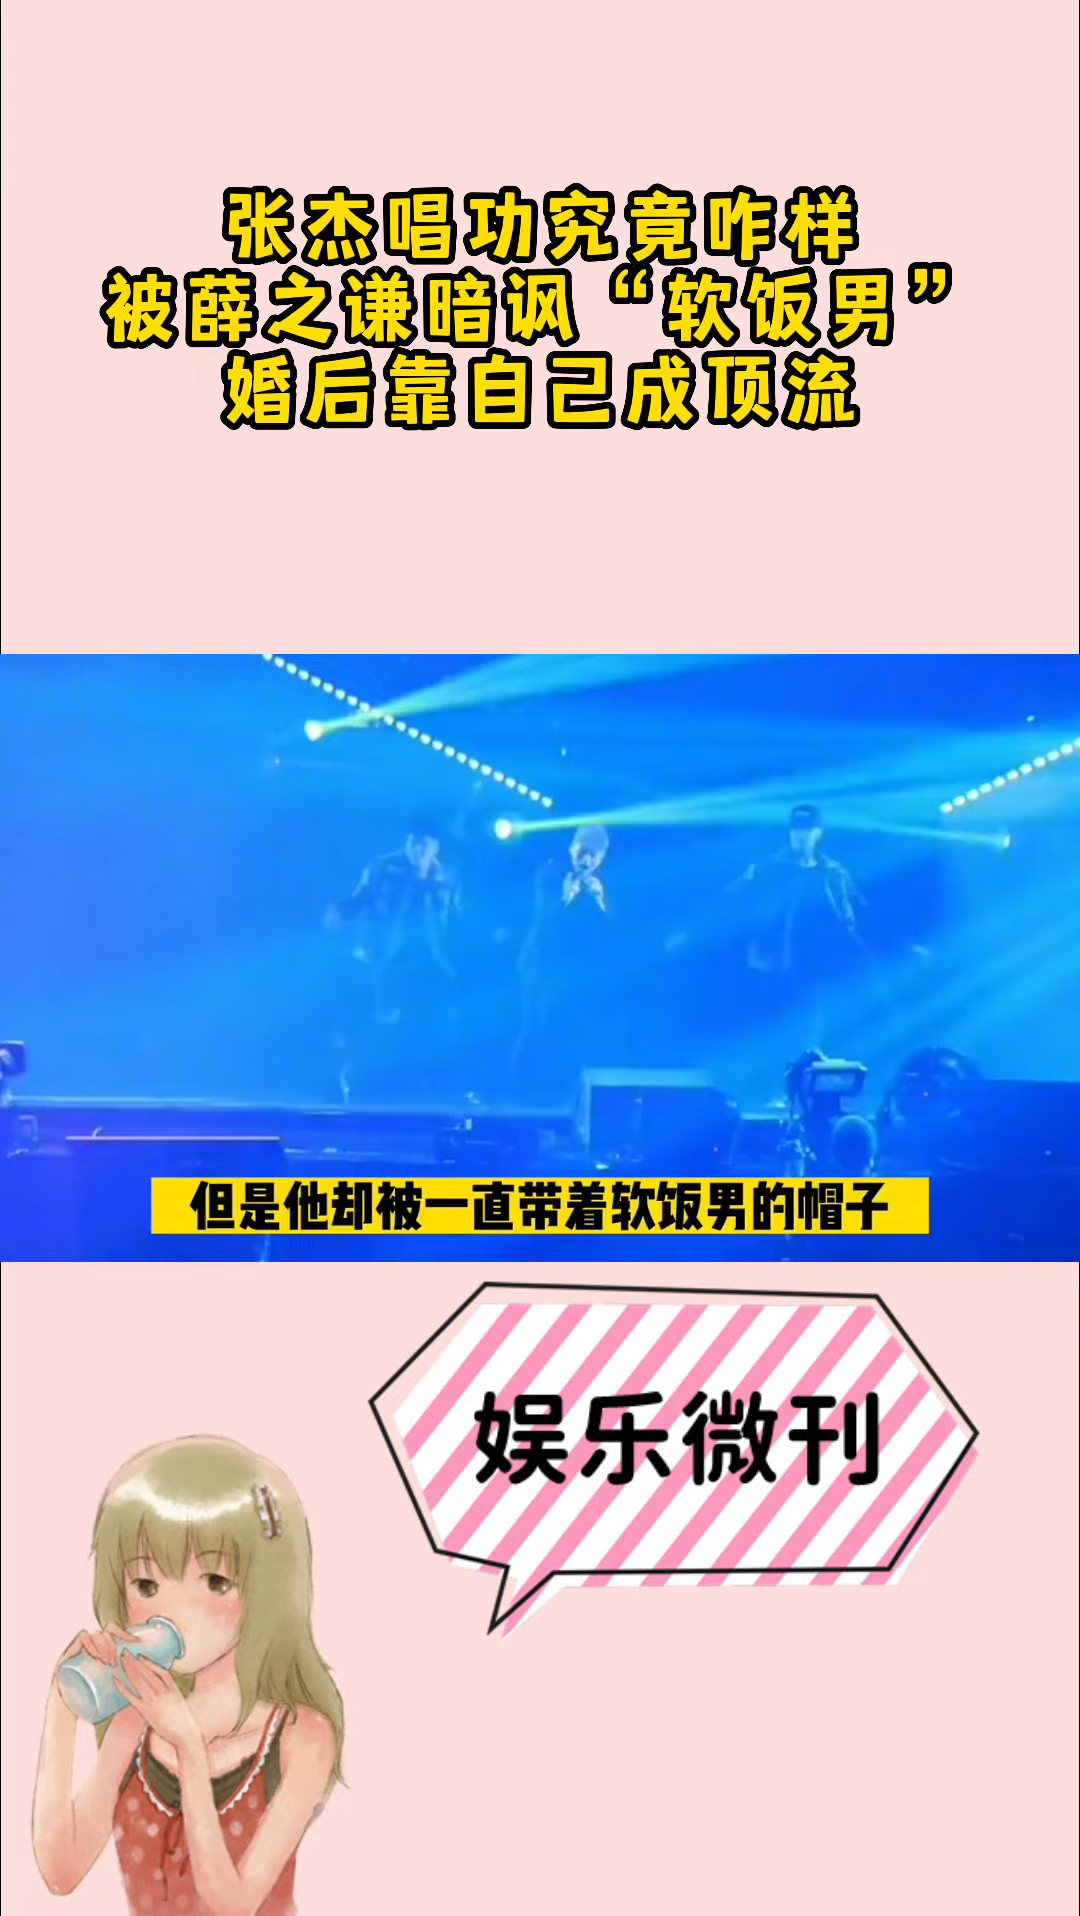 张杰唱功究竟咋样
被薛之谦暗讽“软饭男”
婚后靠自己成顶流
但是他却被一直带着软饭男的帽子
娱乐微刊